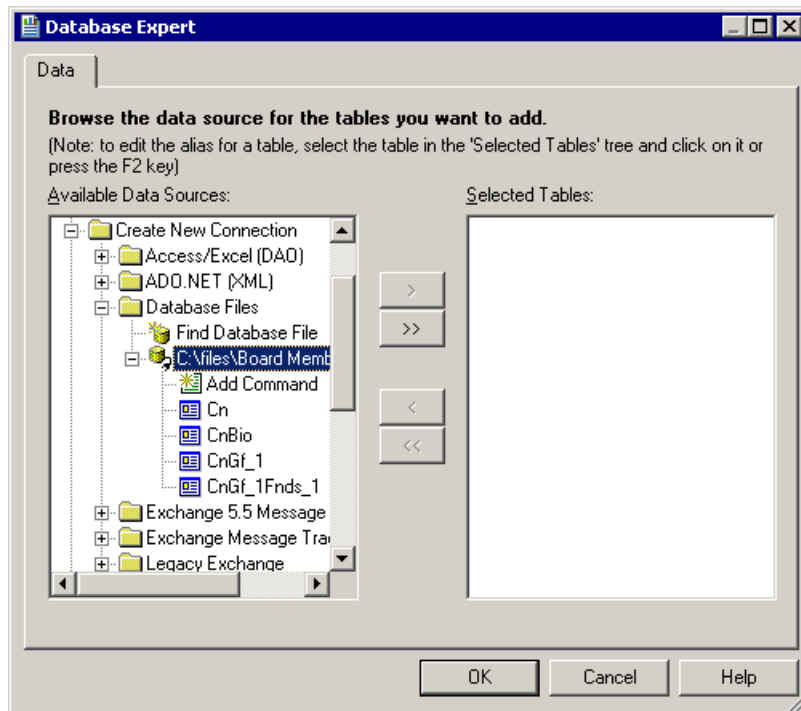 Database Expert
Data
Browse the data source for the tables you want to add.
(Note: to edit the alias for a table, select the table in the 'Selected Tables' tree and click on it or
press the F2 key)
Available Data Sources:
Selected Tables:
Create New Connection
Access/Excel (DAO)
ADO.NET (XML)
Database Files
Find Database File
C:\files\Board Memb
Add Command
Cn
CnBio
CnGf_1
CnGf_1Fnds_1
Exchange 5.5 Message
Exchange Message Tra
Legacy Exchange
>
>>
<
<<
OK Cancel Help